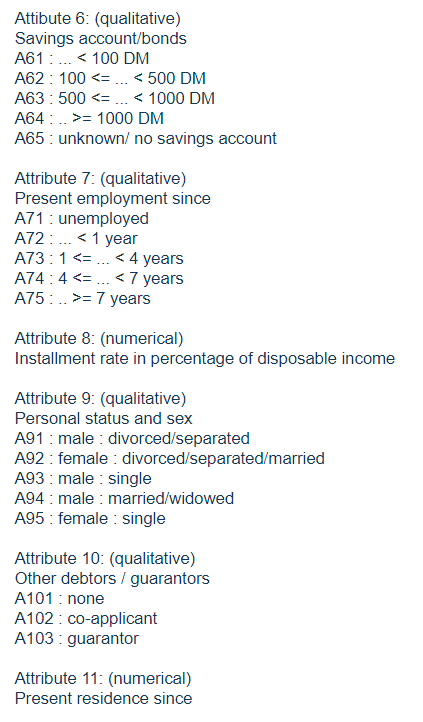 Attibute 6: (qualitative)
Savings account/bonds
A61 : ... < 100 DM
A62 : 100 <= ... < 500 DM
A63 : 500 <= ... < 1000 DM
A64 : .. >= 1000 DM
A65 : unknown/ no savings account

Attribute 7: (qualitative)
Present employment since
A71 : unemployed
A72 : ... < 1 year
A73 : 1 <= ... < 4 years
A74 : 4 <= ... < 7 years
A75 : .. >= 7 years

Attribute 8: (numerical)
Installment rate in percentage of disposable income

Attribute 9: (qualitative)
Personal status and sex
A91 : male : divorced/separated
A92 : female : divorced/separated/married
A93 : male : single
A94 : male : married/widowed
A95 : female : single

Attribute 10: (qualitative)
Other debtors / guarantors
A101 : none
A102 : co-applicant
A103 : guarantor

Attribute 11: (numerical)
Present residence since